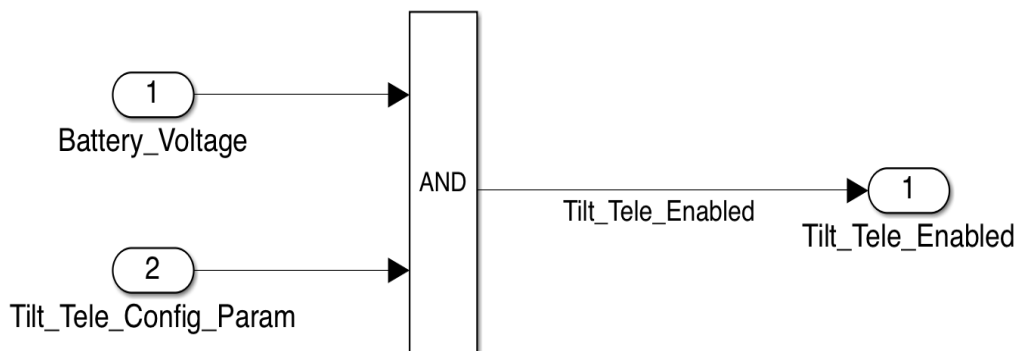 1
Battery_Voltage
AND
Tilt_Tele_Enabled
1
Tilt_Tele_Enabled
2
Tilt_Tele_Config_Param